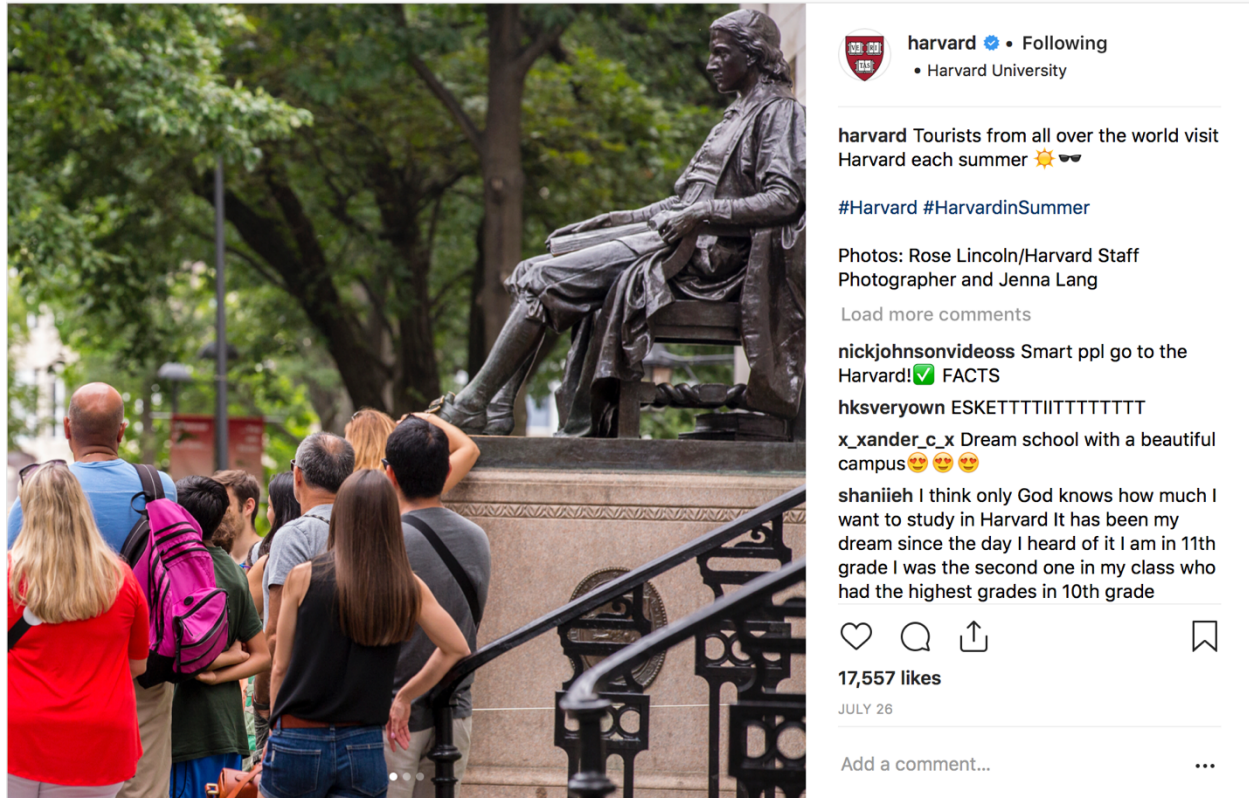 VE RI
TAS
harvard • Following
• Harvard University
harvard Tourists from all over the world visit
Harvard each summer ☀️🕶️
#Harvard #HarvardinSummer
Photos: Rose Lincoln/Harvard Staff
Photographer and Jenna Lang
Load more comments
nickjohnsonvideoss Smart ppl go to the
Harvard!✅ FACTS
hksveryown ESKETTTTIITTTTTTTT
x_xander_c_x Dream school with a beautiful
campus😍😍😍
shaniieh I think only God knows how much I
want to study in Harvard It has been my
dream since the day I heard of it I am in 11th
grade I was the second one in my class who
had the highest grades in 10th grade
17,557 likes
JULY 26
Add a comment...